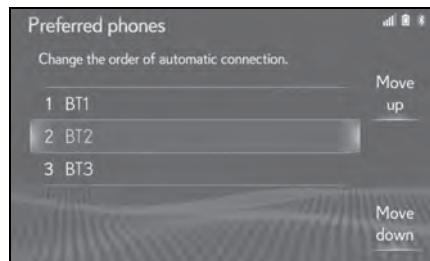 Preferred phones
Change the order of automatic connection.
Move
up
1 BT1
2 BT2
3 BT3
Move
down